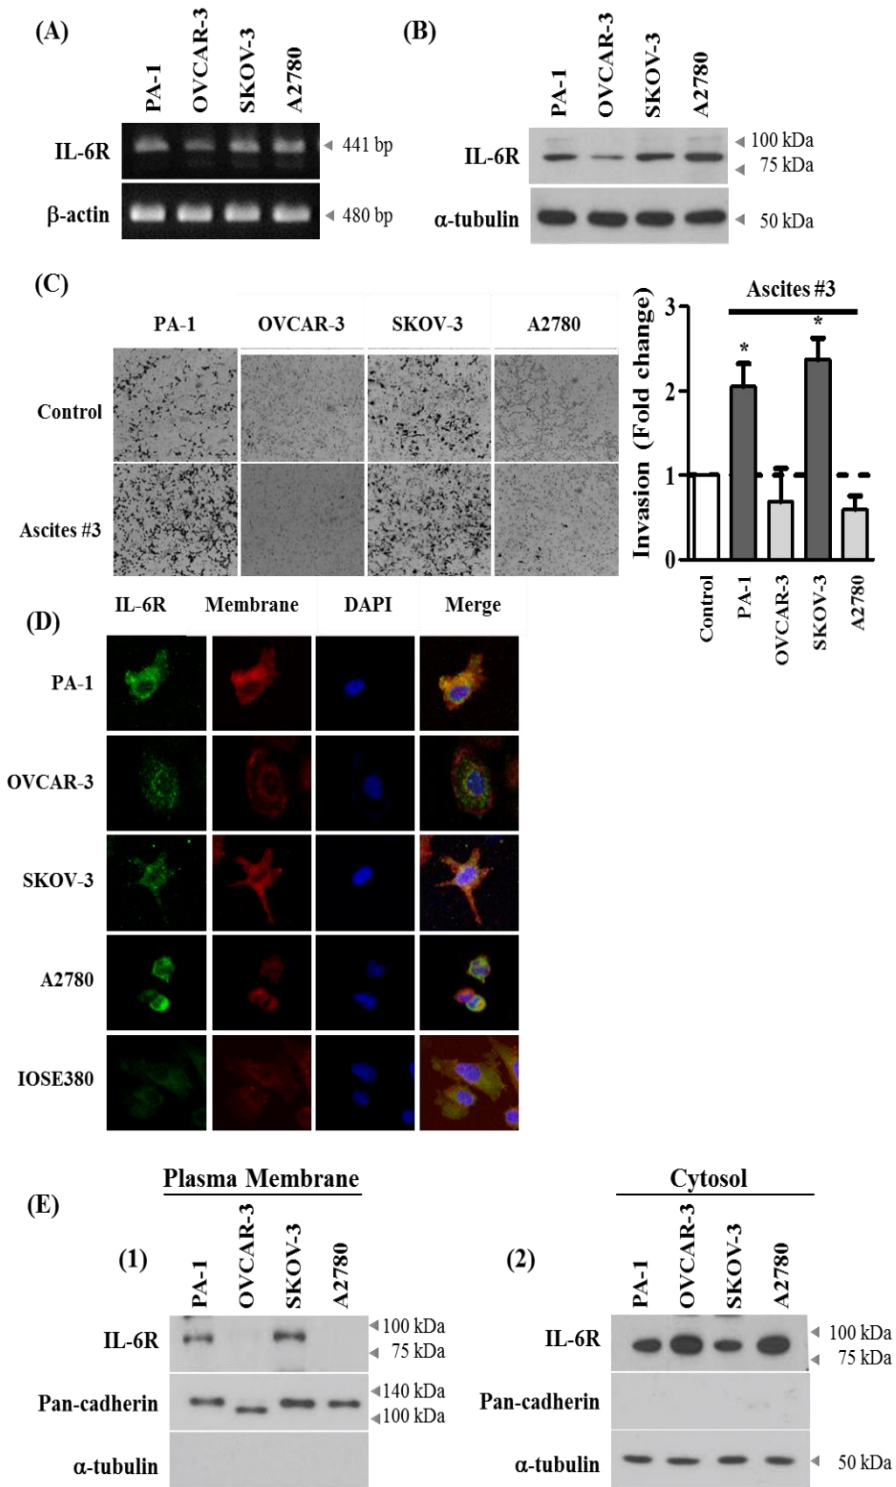 (A)
PA-1
OVCAR-3
SKOV-3
A2780
IL-6R
441 bp
β-actin
480 bp
(B)
PA-1
OVCAR-3
SKOV-3
A2780
IL-6R
100 kDa
75 kDa
α-tubulin
50 kDa
(C)
PA-1 OVCAR-3 SKOV-3 A2780
Control
Ascites #3
Ascites #3
Invasion (Fold change)
3
2
1
0
* *
Control
PA-1
OVCAR-3
SKOV-3
A2780
(D)
IL-6R Membrane DAPI Merge
PA-1
OVCAR-3
SKOV-3
A2780
IOSE380
(E)
Plasma Membrane
(1)
PA-1
OVCAR-3
SKOV-3
A2780
IL-6R
100 kDa
75 kDa
Pan-cadherin
140 kDa
100 kDa
α-tubulin
Cytosol
(2)
PA-1
OVCAR-3
SKOV-3
A2780
IL-6R
100 kDa
75 kDa
Pan-cadherin
α-tubulin
50 kDa